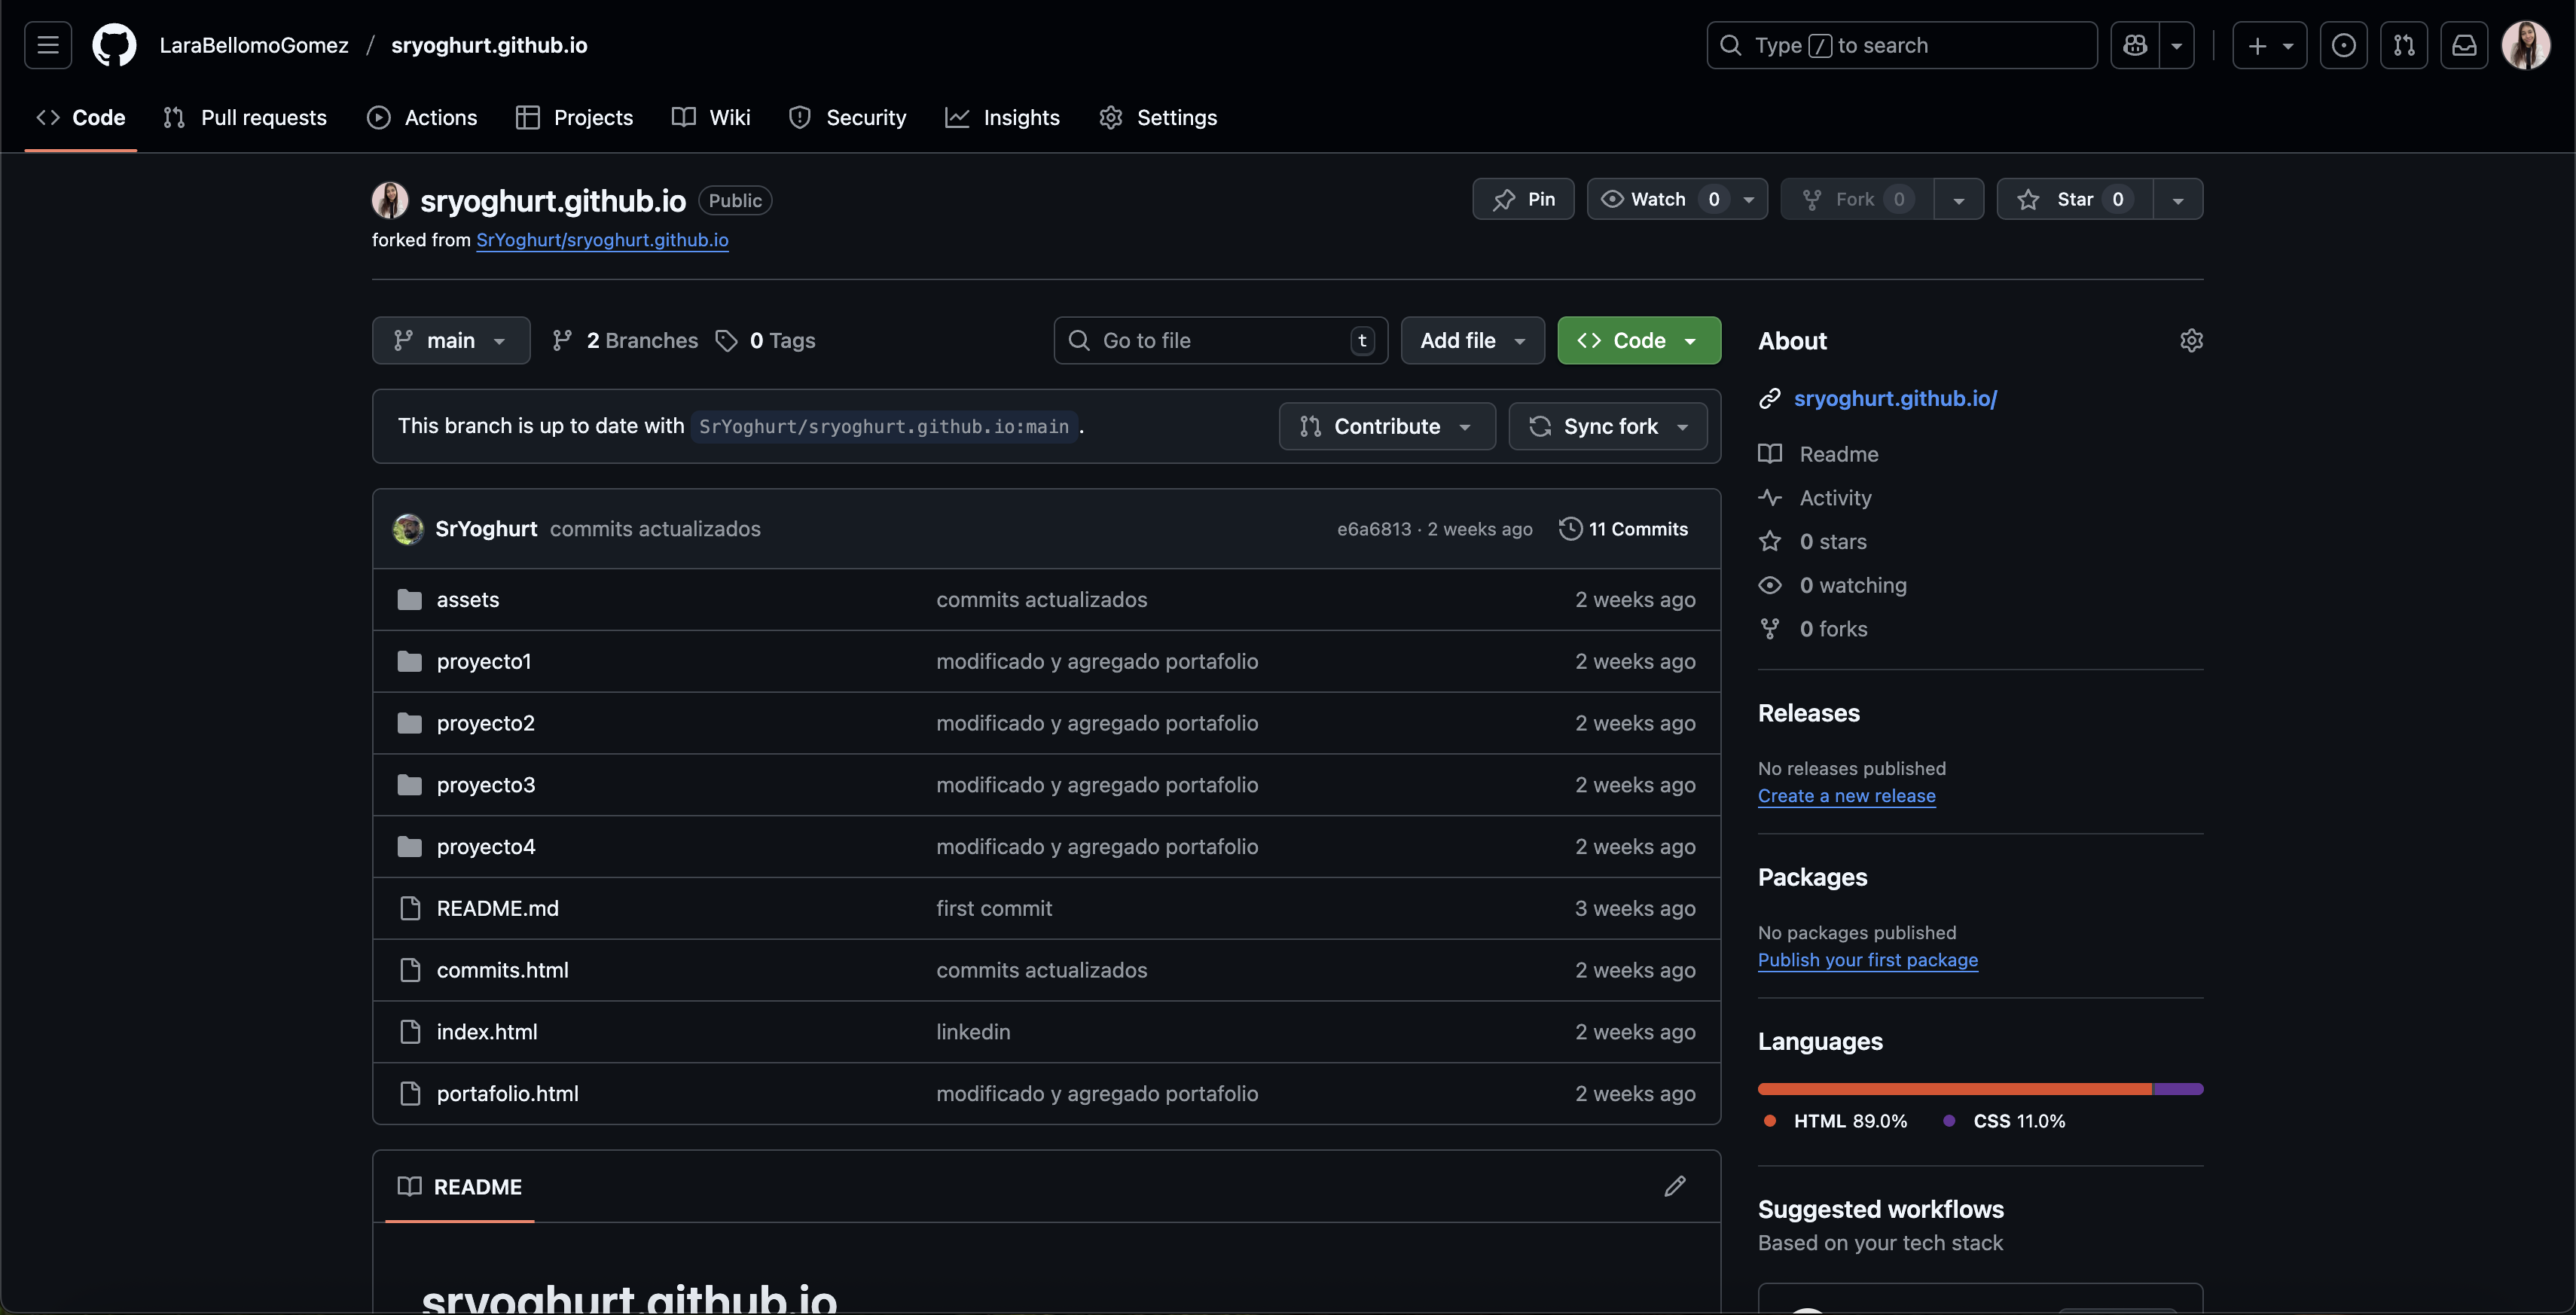 LaraBellomoGomez / sryoghurt.github.io
Type / to search
Code Pull requests Actions Projects Wiki Security Insights Settings
sryoghurt.github.io Public
Pin Watch 0 Fork 0 Star 0
forked from SrYoghurt/sryoghurt.github.io
main 2 Branches 0 Tags
Go to file t Add file Code
This branch is up to date with SrYoghurt/sryoghurt.github.io:main .
Contribute Sync fork
SrYoghurt commits actualizados e6a6813 · 2 weeks ago 11 Commits
assets commits actualizados 2 weeks ago
proyecto1 modificado y agregado portafolio 2 weeks ago
proyecto2 modificado y agregado portafolio 2 weeks ago
proyecto3 modificado y agregado portafolio 2 weeks ago
proyecto4 modificado y agregado portafolio 2 weeks ago
README.md first commit 3 weeks ago
commits.html commits actualizados 2 weeks ago
index.html linkedin 2 weeks ago
portafolio.html modificado y agregado portafolio 2 weeks ago
README
sryoghurt.github.io
About
sryoghurt.github.io/
Readme
Activity
0 stars
0 watching
0 forks
Releases
No releases published
Create a new release
Packages
No packages published
Publish your first package
Languages
HTML 89.0% CSS 11.0%
Suggested workflows
Based on your tech stack